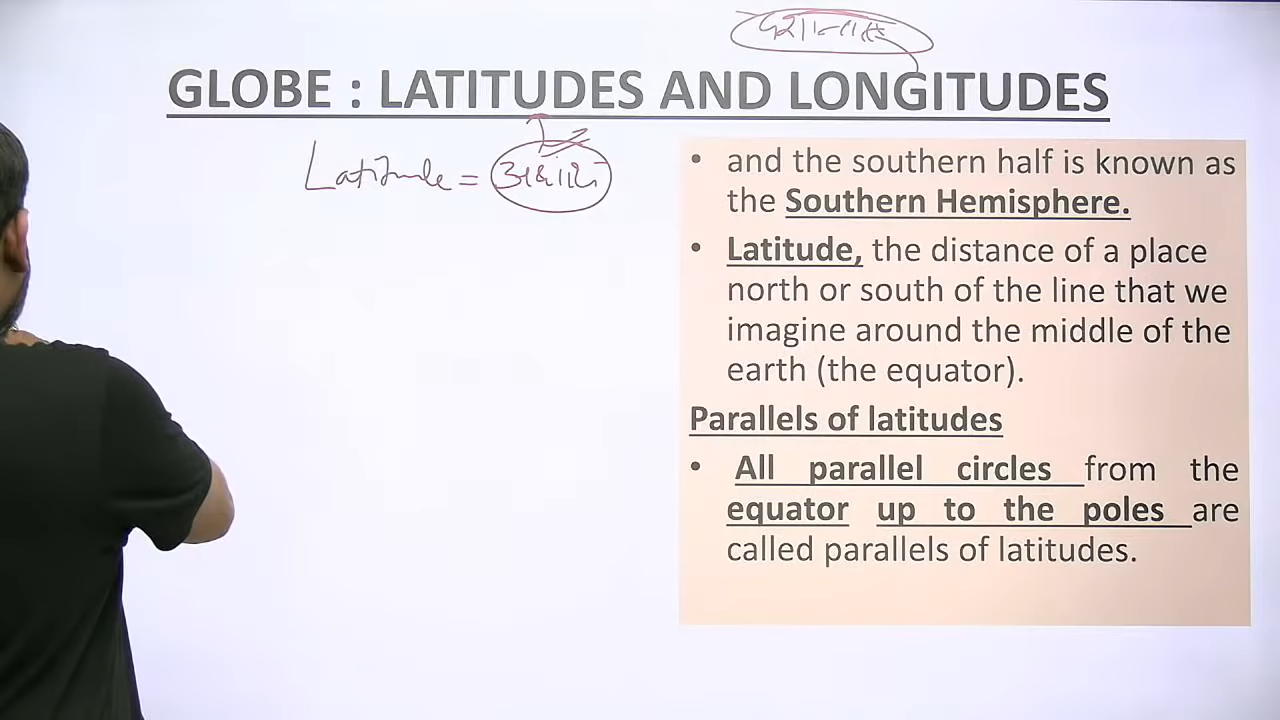 देशान्तर
GLOBE : LATITUDES AND LONGITUDES
Latitude = अक्षांश
• and the southern half is known as
the Southern Hemisphere.
• Latitude, the distance of a place
north or south of the line that we
imagine around the middle of the
earth (the equator).
Parallels of latitudes
• All parallel circles from the
equator up to the poles are
called parallels of latitudes.